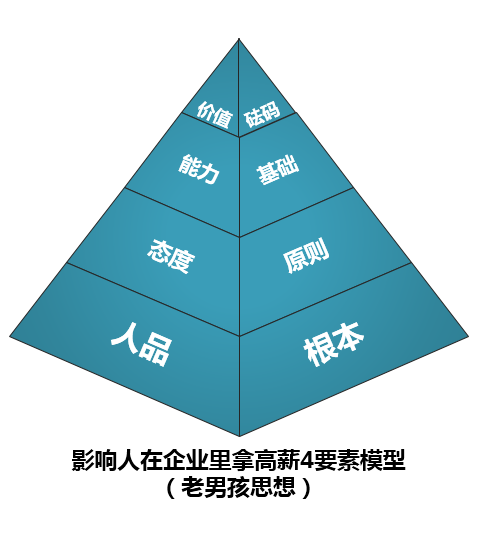 价值 砝码
能力 基础
态度 原则
人品 根本
影响人在企业里拿高薪4要素模型
（老男孩思想）